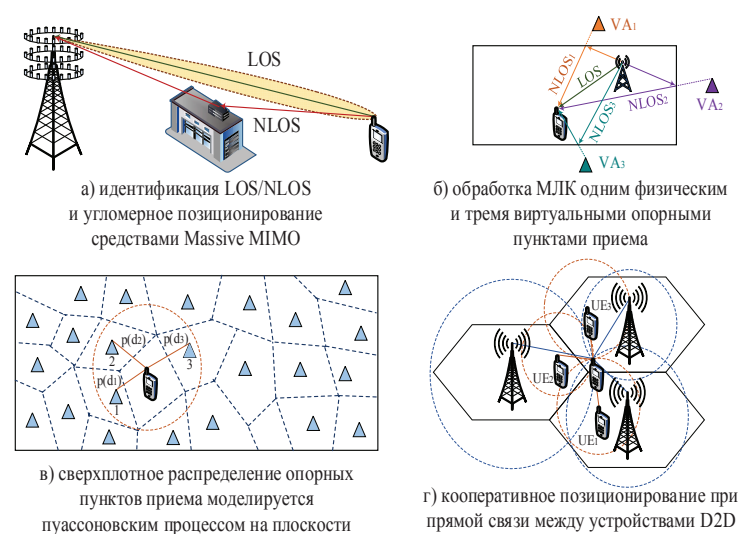 LOS
NLOS
а) идентификация LOS/NLOS
и угломерное позиционирование
средствами Massive MIMO
VA₁
NLOS₁
LOS
NLOS₂
VA₂
NLOS₃
VA₃
б) обработка МЛК одним физическим
и тремя виртуальными опорными
пунктами приема
p(d₂)
p(d₃)
2
3
p(d₁)
1
в) сверхплотное распределение опорных
пунктов приема моделируется
пуассоновским процессом на плоскости
UE₃
UE₂
UE₁
г) кооперативное позиционирование при
прямой связи между устройствами D2D